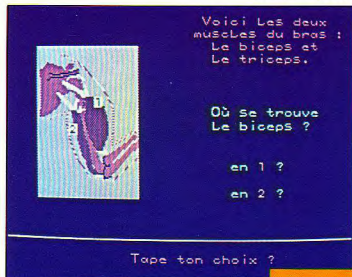 Voici Les deux
muscles du bras :
Le biceps et
Le triceps.
1
2
Où se trouve
Le biceps ?
en 1 ?
en 2 ?
Tape ton choix ?